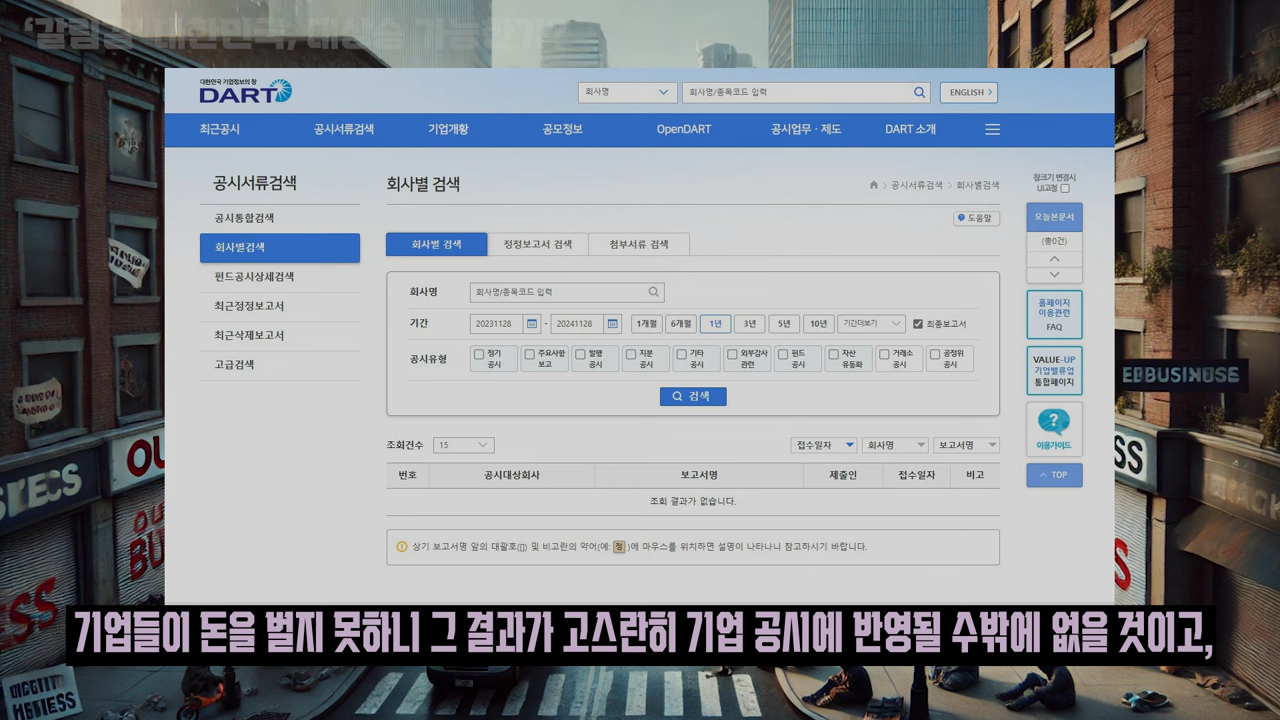 대한민국 기업정보의 창
DART
회사명
회사명/종목코드 입력
ENGLISH
최근공시 공시서류검색 기업개황 공모정보 OpenDART 공시업무 · 제도 DART 소개
공시서류검색
공시통합검색
회사별검색
펀드공시상세검색
최근정정보고서
최근삭제보고서
고급검색
회사별 검색
공시서류검색 > 회사별검색
도움말
회사별 검색 정정보고서 검색 첨부서류 검색
회사명 회사명/종목코드 입력
기간 20231128 - 20241128 1개월 6개월 1년 3년 5년 10년 기간더보기 최종보고서
공시유형 정기공시 주요사항보고 발행공시 지분공시 기타공시 외부감사관련 펀드공시 자산유동화 거래소공시 공정위공시
검색
조회건수 15 접수일자 회사명 보고서명
번호 공시대상회사 보고서명 제출인 접수일자 비고
조회 결과가 없습니다.
상기 보고서명 앞의 대괄호([]) 및 비고란의 약어(예: 정 )에 마우스를 위치하면 설명이 나타나니 참고하시기 바랍니다.
창크기 변경시
UI고정
오늘본문서
(총0건)
홈페이지
이용관련
FAQ
VALUE-UP
기업밸류업
통합페이지
이용가이드
TOP
기업들이 돈을 벌지 못하니 그 결과가 고스란히 기업 공시에 반영될 수밖에 없을 것이고,